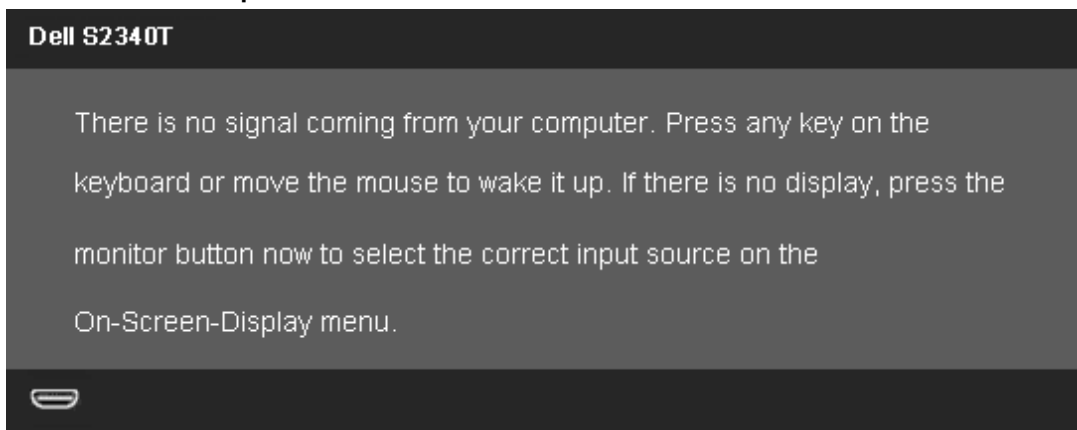 Dell S2340T
There is no signal coming from your computer. Press any key on the
keyboard or move the mouse to wake it up. If there is no display, press the
monitor button now to select the correct input source on the
On-Screen-Display menu.